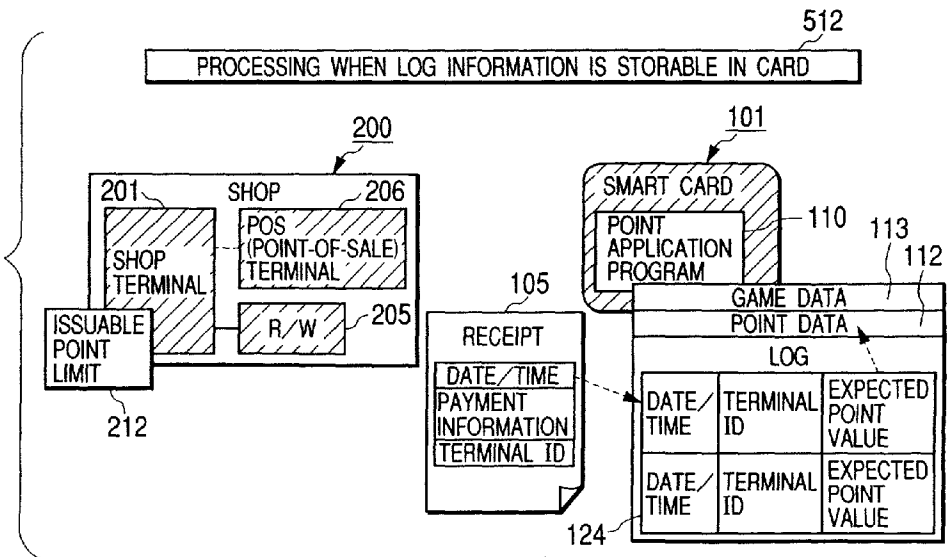 512
PROCESSING WHEN LOG INFORMATION IS STORABLE IN CARD
200
SHOP
201
SHOP
TERMINAL
206
POS
(POINT-OF-SALE)
TERMINAL
R/W
205
ISSUABLE
POINT
LIMIT
212
105
RECEIPT
DATE/TIME
PAYMENT
INFORMATION
TERMINAL ID
101
SMART CARD
POINT
APPLICATION
PROGRAM
110
113
112
GAME DATA
POINT DATA
LOG
DATE/
TIME
TERMINAL
ID
EXPECTED
POINT
VALUE
DATE/
TIME
TERMINAL
ID
EXPECTED
POINT
VALUE
124